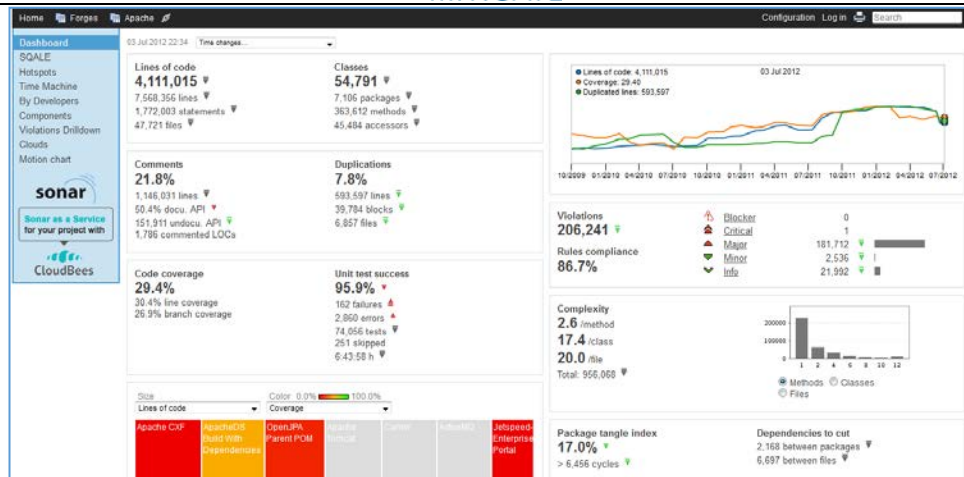 Home Forges Apache
Configuration Log in Search
Dashboard
SQALE
Hotspots
Time Machine
By Developers
Components
Violations Drilldown
Clouds
Motion chart
sonar
Sonar as a Service
for your project with
CloudBees
03 Jul 2012 22:34 Time changes...
Lines of code
4,111,015
7,568,356 lines
1,772,003 statements
47,721 files
Classes
54,791
7,106 packages
363,612 methods
45,484 accessors
Comments
21.8%
1,146,031 lines
50.4% docu. API
151,911 undocu. API
1,786 commented LOCs
Duplications
7.8%
593,597 lines
39,784 blocks
6,857 files
Code coverage
29.4%
30.4% line coverage
26.9% branch coverage
Unit test success
95.9%
162 failures
2,860 errors
74,056 tests
251 skipped
6:43:58 h
Size
Lines of code
Color 0.0% 100.0%
Coverage
Apache CXF
ApacheDS
Build With
Dependencies
OpenJPA
Parent POM
Apache
Tomcat
Jetspeed-
Enterprise
Portal
Lines of code: 4,111,015
Coverage: 29.40
Duplicated lines: 593,597
03 Jul 2012
10/2009 01/2010 04/2010 07/2010 10/2010 01/2011 04/2011 07/2011 10/2011 01/2012 04/2012 07/2012
Violations
206,241
Rules compliance
86.7%
Blocker 0
Critical 1
Major 181,712
Minor 2,536
Info 21,992
Complexity
2.6 /method
17.4 /class
20.0 /file
Total: 956,068
200000
100000
0
1 2 4 6 8 10 12
Methods Classes
Files
Package tangle index
17.0%
> 6,456 cycles
Dependencies to cut
2,168 between packages
6,697 between files